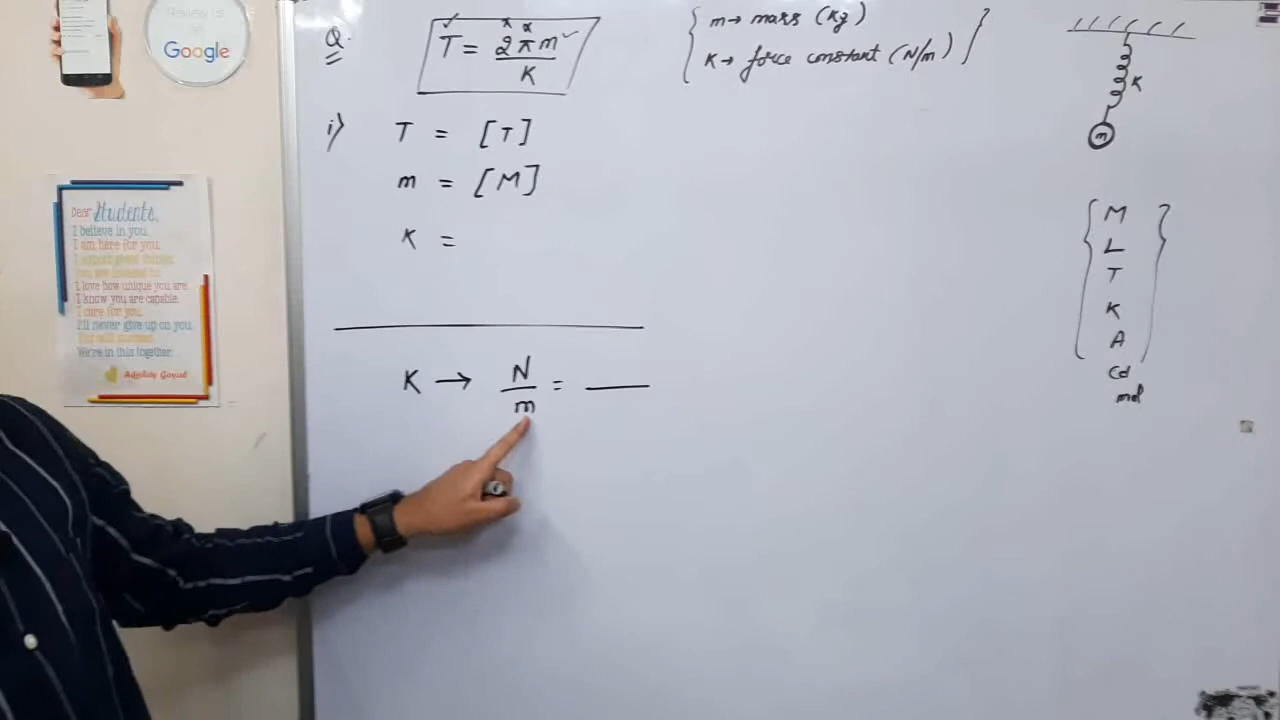 Google
Q.
T = 2πm/K
{ m → mass (Kg)
K → force constant (N/m) }
K
m
i) T = [T]
m = [M]
K =
K → N/m = ___
{ M
L
T
K
A }
Cd
mol
Dear Students,
I believe in you.
I am here for you.
I love how unique you are.
I know you are capable.
I care for you.
I'll never give up on you.
We're in this together.